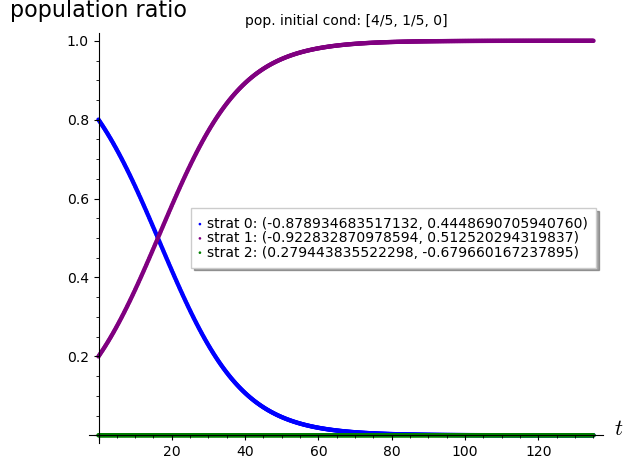 population ratio
pop. initial cond: [4/5, 1/5, 0]
1.0
0.8
0.6
strat 0: (-0.878934683517132, 0.4448690705940760)
strat 1: (-0.922832870978594, 0.512520294319837)
strat 2: (0.279443835522298, -0.679660167237895)
0.4
0.2
t
20 40 60 80 100 120